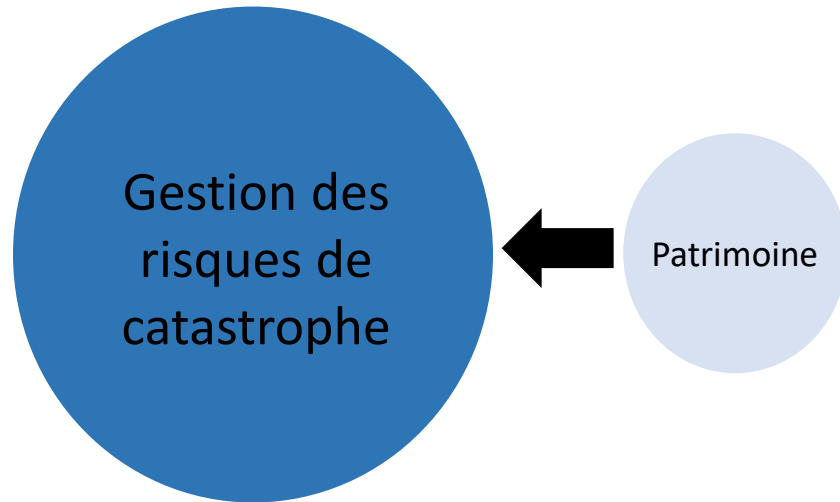 Gestion des
risques de
catastrophe
Patrimoine